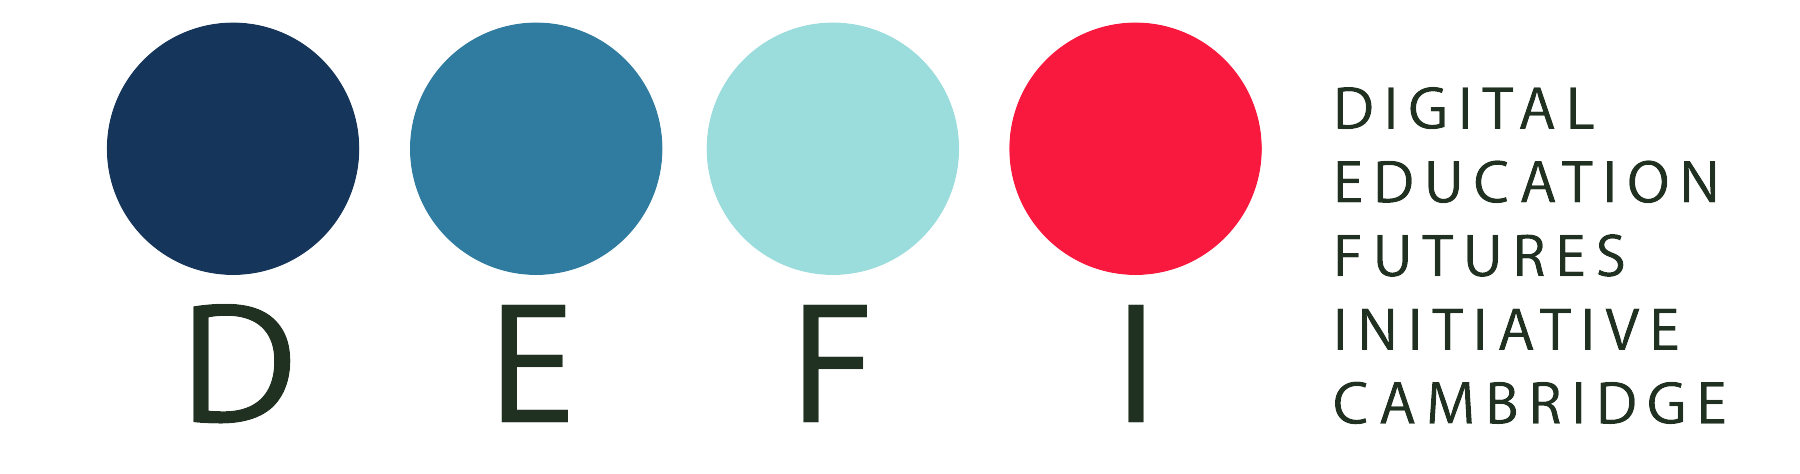 D E F I
DIGITAL
EDUCATION
FUTURES
INITIATIVE
CAMBRIDGE